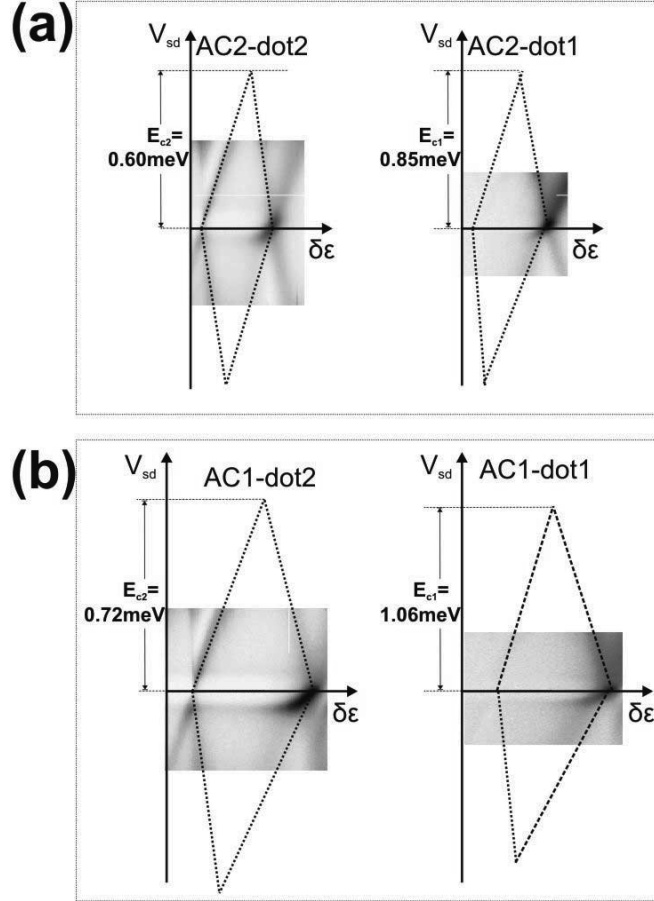 (a)
V_sd
AC2-dot2
E_c2=
0.60meV
δε
V_sd
AC2-dot1
E_c1=
0.85meV
δε
(b)
V_sd
AC1-dot2
E_c2=
0.72meV
δε
V_sd
AC1-dot1
E_c1=
1.06meV
δε